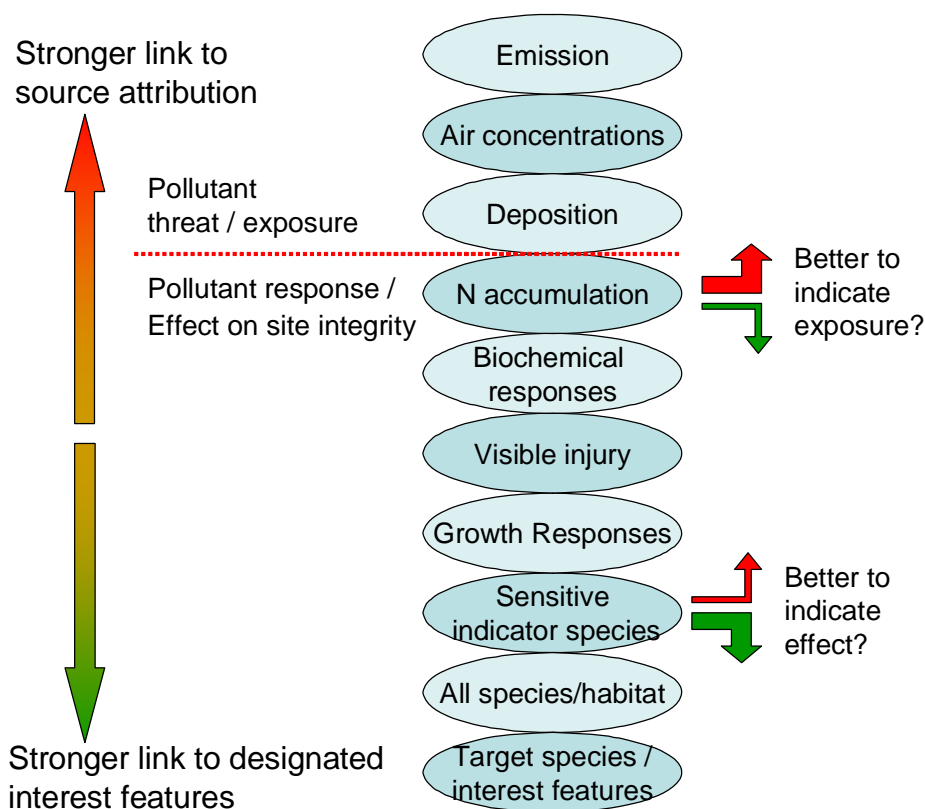 Stronger link to
source attribution
Pollutant
threat / exposure
Pollutant response /
Effect on site integrity
Stronger link to designated
interest features
Emission
Air concentrations
Deposition
N accumulation
Biochemical
responses
Visible injury
Growth Responses
Sensitive
indicator species
All species/habitat
Target species /
interest features
Better to
indicate
exposure?
Better to
indicate
effect?